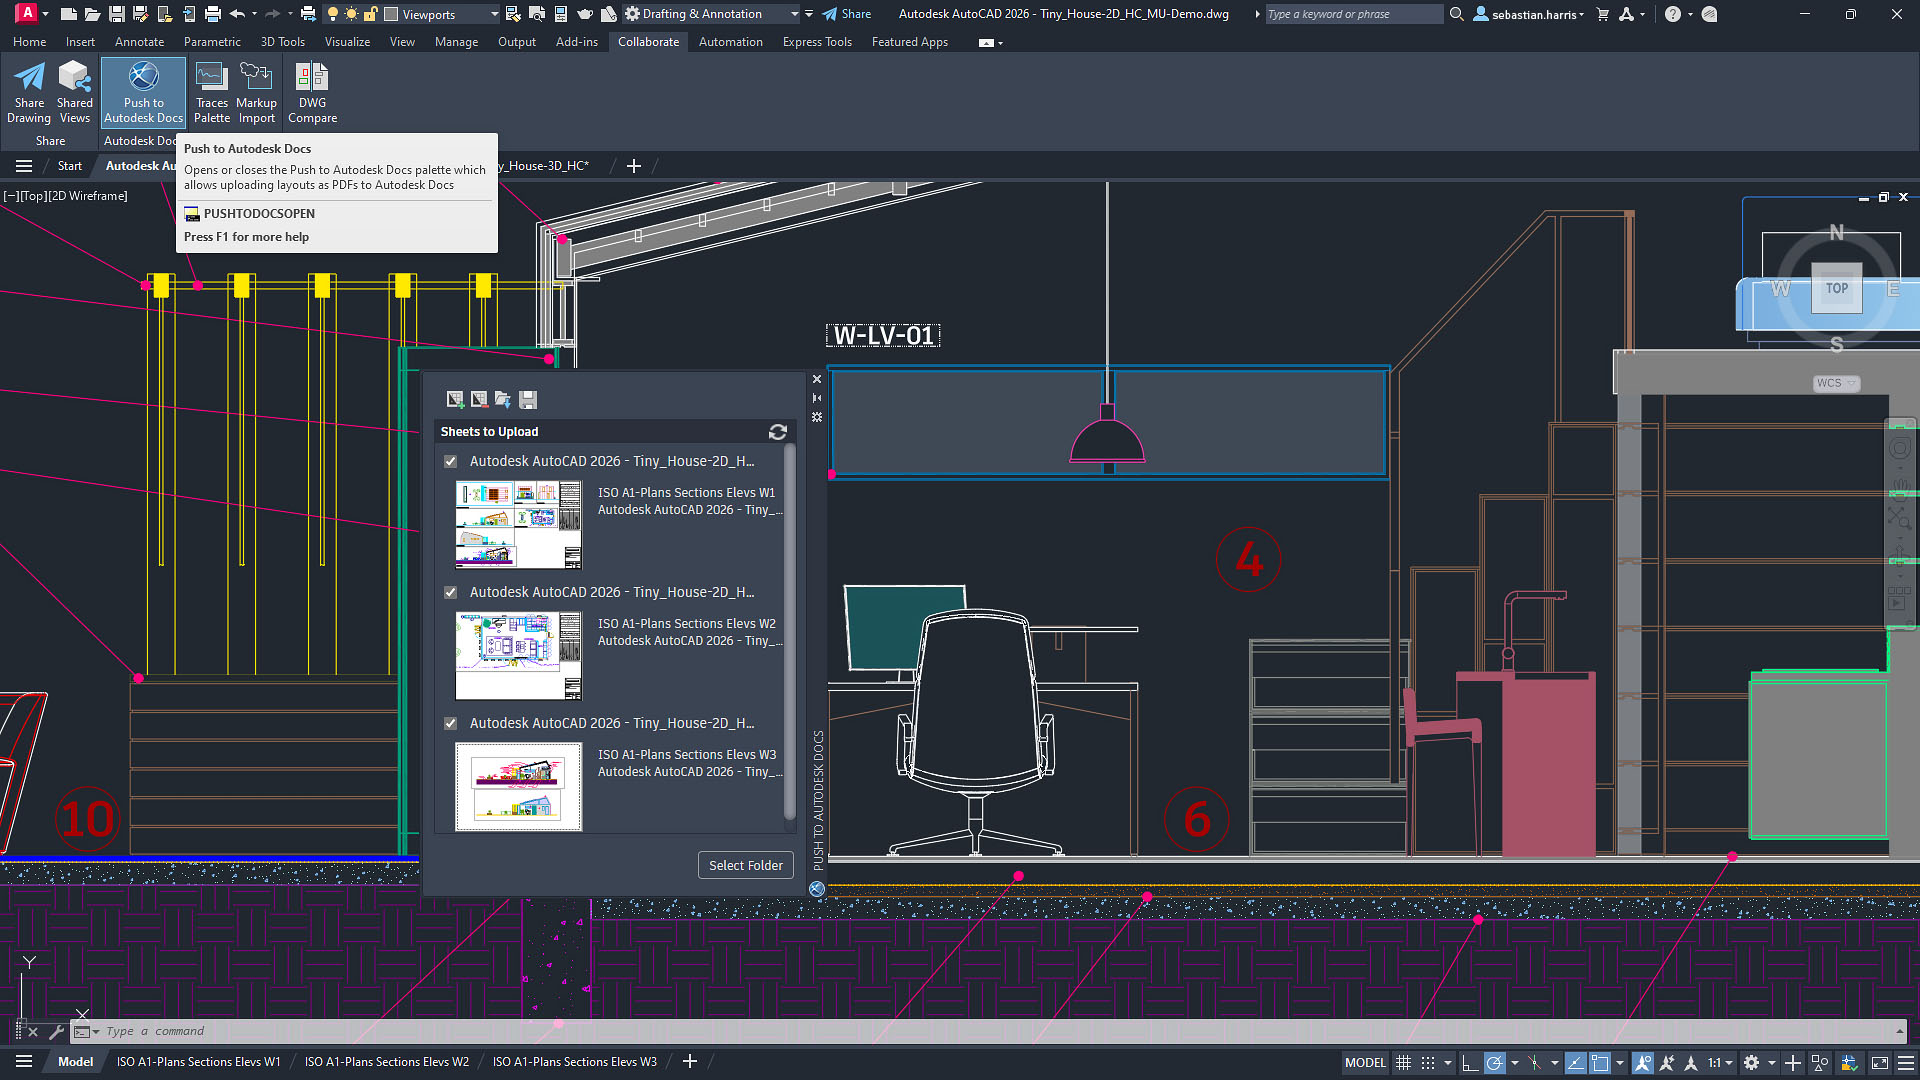 A
Viewports
Drafting & Annotation
Share
Autodesk AutoCAD 2026 - Tiny_House-2D_HC_MU-Demo.dwg
Type a keyword or phrase
sebastian.harris
Home
Insert
Annotate
Parametric
3D Tools
Visualize
View
Manage
Output
Add-ins
Collaborate
Automation
Express Tools
Featured Apps
Share
Drawing
Shared
Views
Push to
Autodesk Docs
Traces
Palette
Markup
Import
DWG
Compare
Share
Autodesk Doc
Push to Autodesk Docs
Opens or closes the Push to Autodesk Docs palette which
allows uploading layouts as PDFs to Autodesk Docs
PUSHTODOCSOPEN
Press F1 for more help
Start
Autodesk Au
y_House-3D_HC*
[−][Top][2D Wireframe]
N
W
TOP
E
S
WCS
W-LV-01
Sheets to Upload
Autodesk AutoCAD 2026 - Tiny_House-2D_H...
ISO A1-Plans Sections Elevs W1
Autodesk AutoCAD 2026 - Tiny_...
Autodesk AutoCAD 2026 - Tiny_House-2D_H...
ISO A1-Plans Sections Elevs W2
Autodesk AutoCAD 2026 - Tiny_...
Autodesk AutoCAD 2026 - Tiny_House-2D_H...
ISO A1-Plans Sections Elevs W3
Autodesk AutoCAD 2026 - Tiny_...
Select Folder
PUSH TO AUTODESK DOCS
4
6
10
Y
X
Type a command
Model
ISO A1-Plans Sections Elevs W1
ISO A1-Plans Sections Elevs W2
ISO A1-Plans Sections Elevs W3
MODEL
1:1